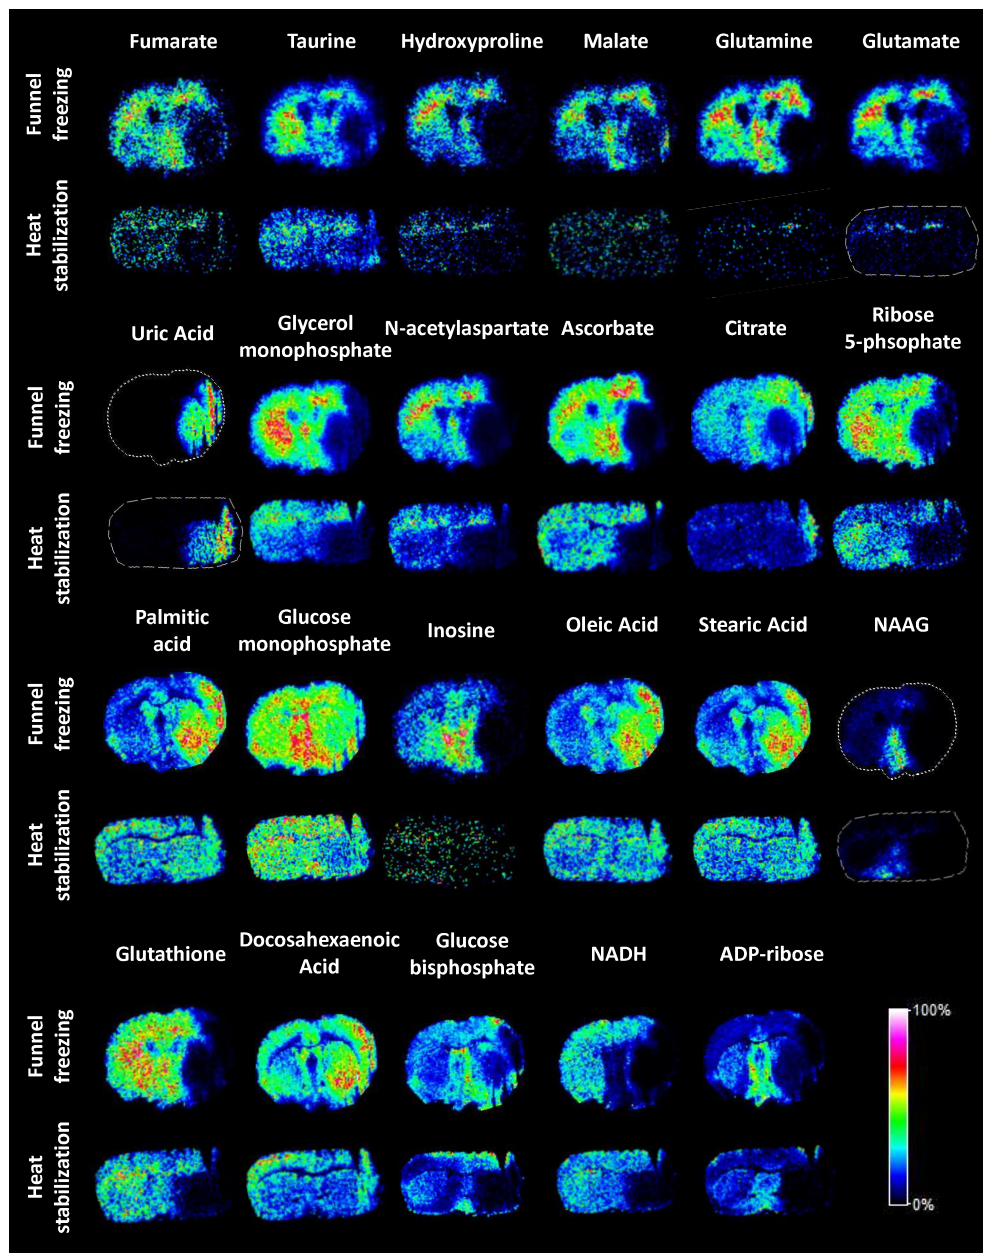 Fumarate Taurine Hydroxyproline Malate Glutamine Glutamate
Funnel
freezing
Heat
stabilization
Uric Acid
Glycerol
monophosphate
N-acetylaspartate
Ascorbate
Citrate
Ribose
5-phsophate
Funnel
freezing
Heat
stabilization
Palmitic
acid
Glucose
monophosphate
Inosine
Oleic Acid
Stearic Acid
NAAG
Funnel
freezing
Heat
stabilization
Glutathione
Docosahexaenoic
Acid
Glucose
bisphosphate
NADH
ADP-ribose
Funnel
freezing
100%
0%
Heat
stabilization